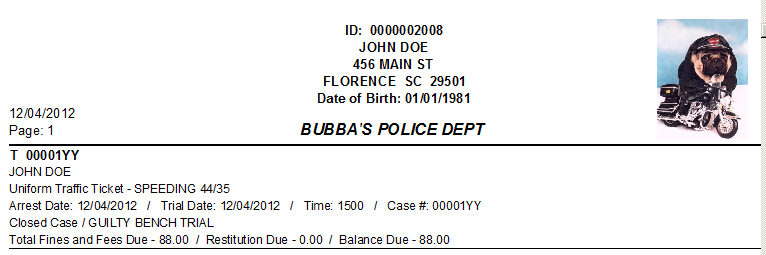 ID: 0000002008
JOHN DOE
456 MAIN ST
FLORENCE SC 29501
Date of Birth: 01/01/1981
12/04/2012
Page: 1
BUBBA'S POLICE DEPT
T 00001YY
JOHN DOE
Uniform Traffic Ticket - SPEEDING 44/35
Arrest Date: 12/04/2012 / Trial Date: 12/04/2012 / Time: 1500 / Case #: 00001YY
Closed Case / GUILTY BENCH TRIAL
Total Fines and Fees Due - 88.00 / Restitution Due - 0.00 / Balance Due - 88.00